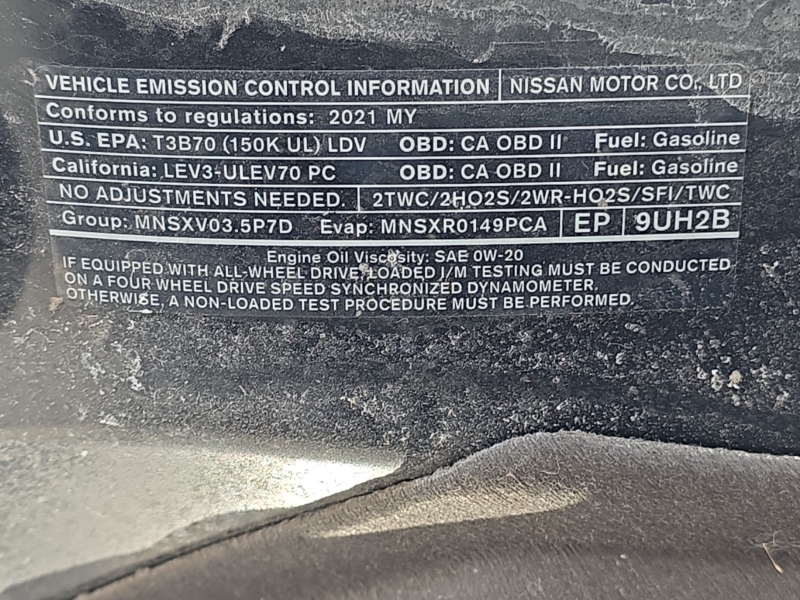 VEHICLE EMISSION CONTROL INFORMATION NISSAN MOTOR CO., LTD
Conforms to regulations: 2021 MY
U.S. EPA: T3B70 (150K UL) LDV OBD: CA OBD II Fuel: Gasoline
California: LEV3-ULEV70 PC OBD: CA OBD II Fuel: Gasoline
NO ADJUSTMENTS NEEDED. 2TWC/2HO2S/2WR-HO2S/SFI/TWC
Group: MNSXV03.5P7D Evap: MNSXR0149PCA EP 9UH2B
Engine Oil Viscosity: SAE 0W-20
IF EQUIPPED WITH ALL-WHEEL DRIVE, LOADED I/M TESTING MUST BE CONDUCTED
ON A FOUR WHEEL DRIVE SPEED SYNCHRONIZED DYNAMOMETER.
OTHERWISE, A NON-LOADED TEST PROCEDURE MUST BE PERFORMED.